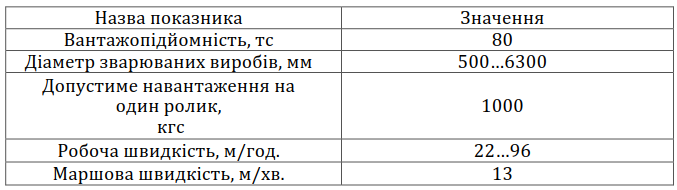 Назва показника Значення
Вантажопідйомність, тс 80
Діаметр зварюваних виробів, мм 500…6300
Допустиме навантаження на
один ролик,
кгс
1000
Робоча швидкість, м/год. 22…96
Маршова швидкість, м/хв. 13